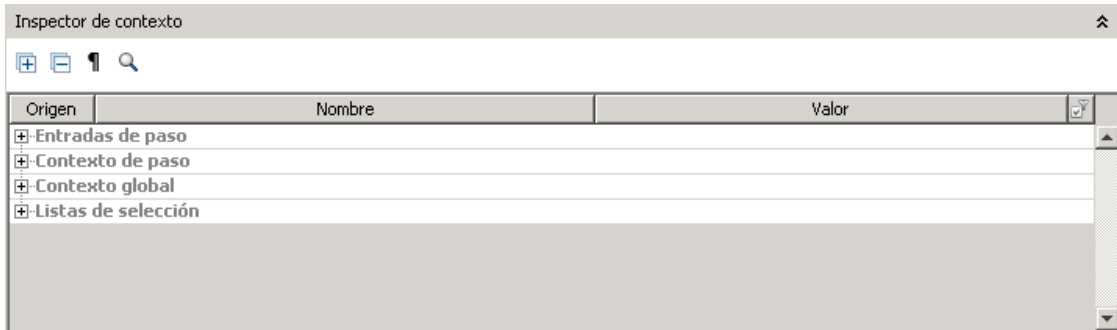 Inspector de contexto
Origen Nombre Valor
Entradas de paso
Contexto de paso
Contexto global
Listas de selección